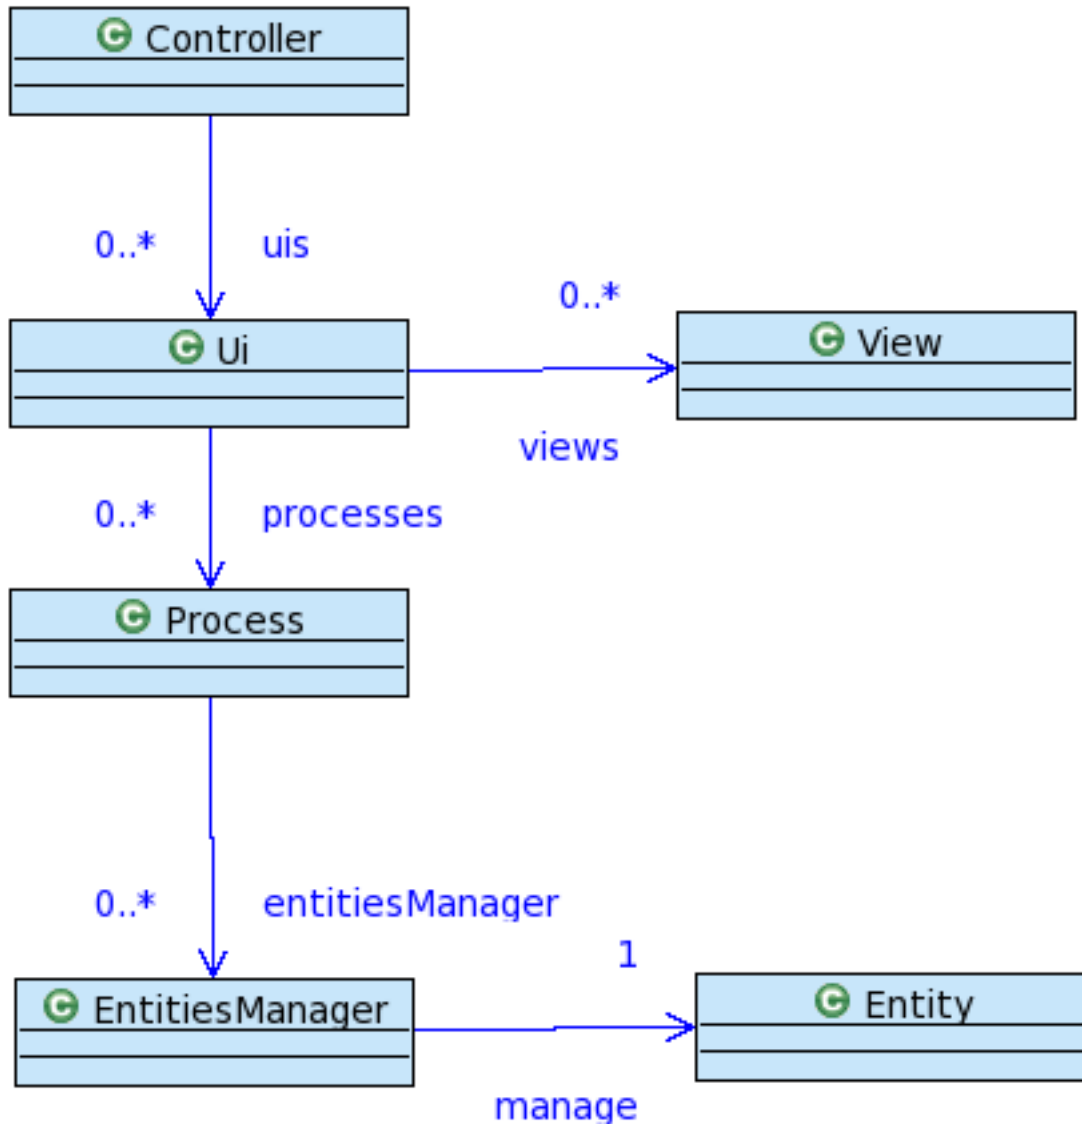 C Controller
0..* uis
0..*
C Ui
C View
views
0..* processes
C Process
0..* entitiesManager
1
C EntitiesManager
C Entity
manage